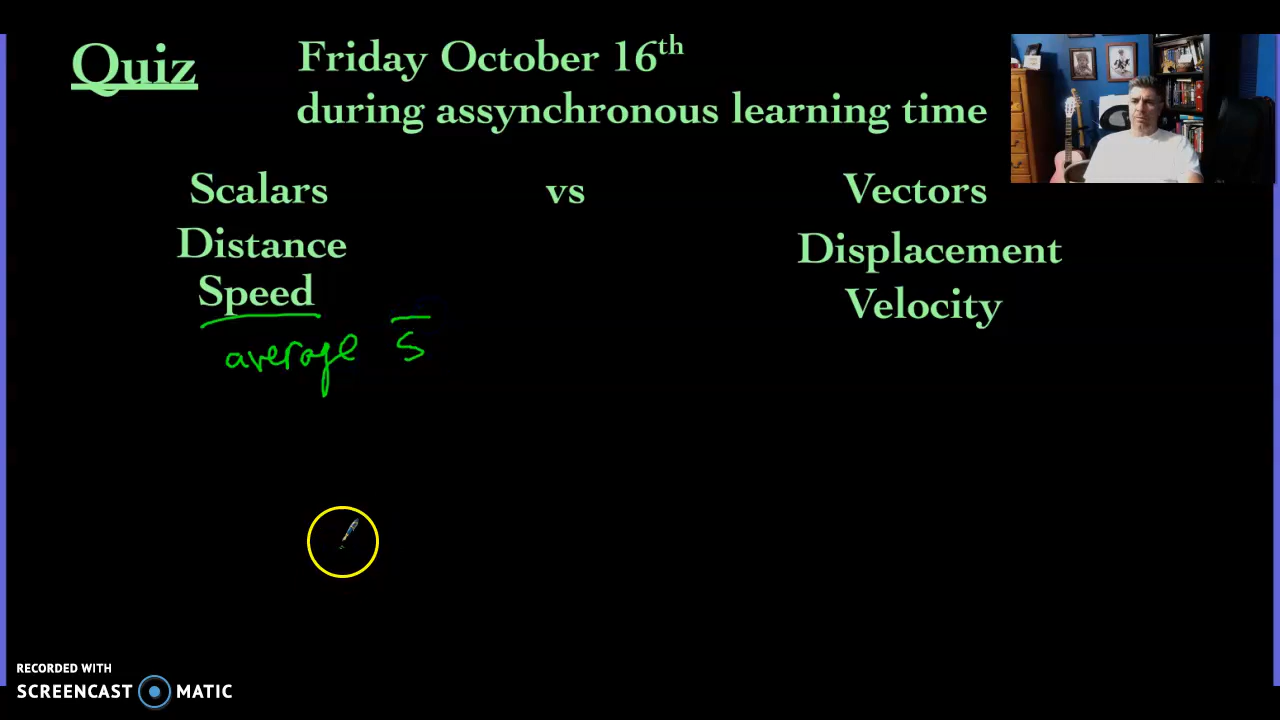 Quiz
Friday October 16th
during assynchronous learning time
Scalars vs Vectors
Distance Displacement
Speed Velocity
average s̅
RECORDED WITH
SCREENCAST MATIC